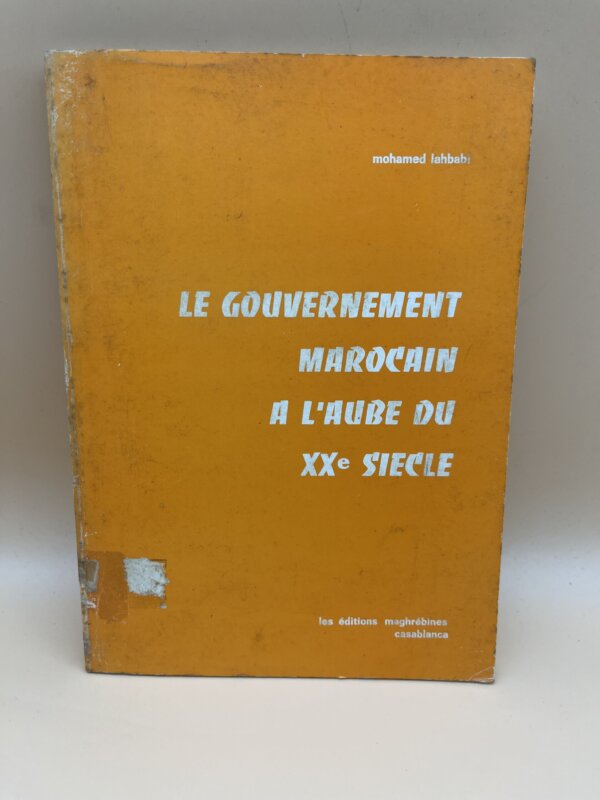 mohamed lahbabi
LE GOUVERNEMENT
MAROCAIN
A L'AUBE DU
XXe SIECLE
les éditions maghrébines
casablanca